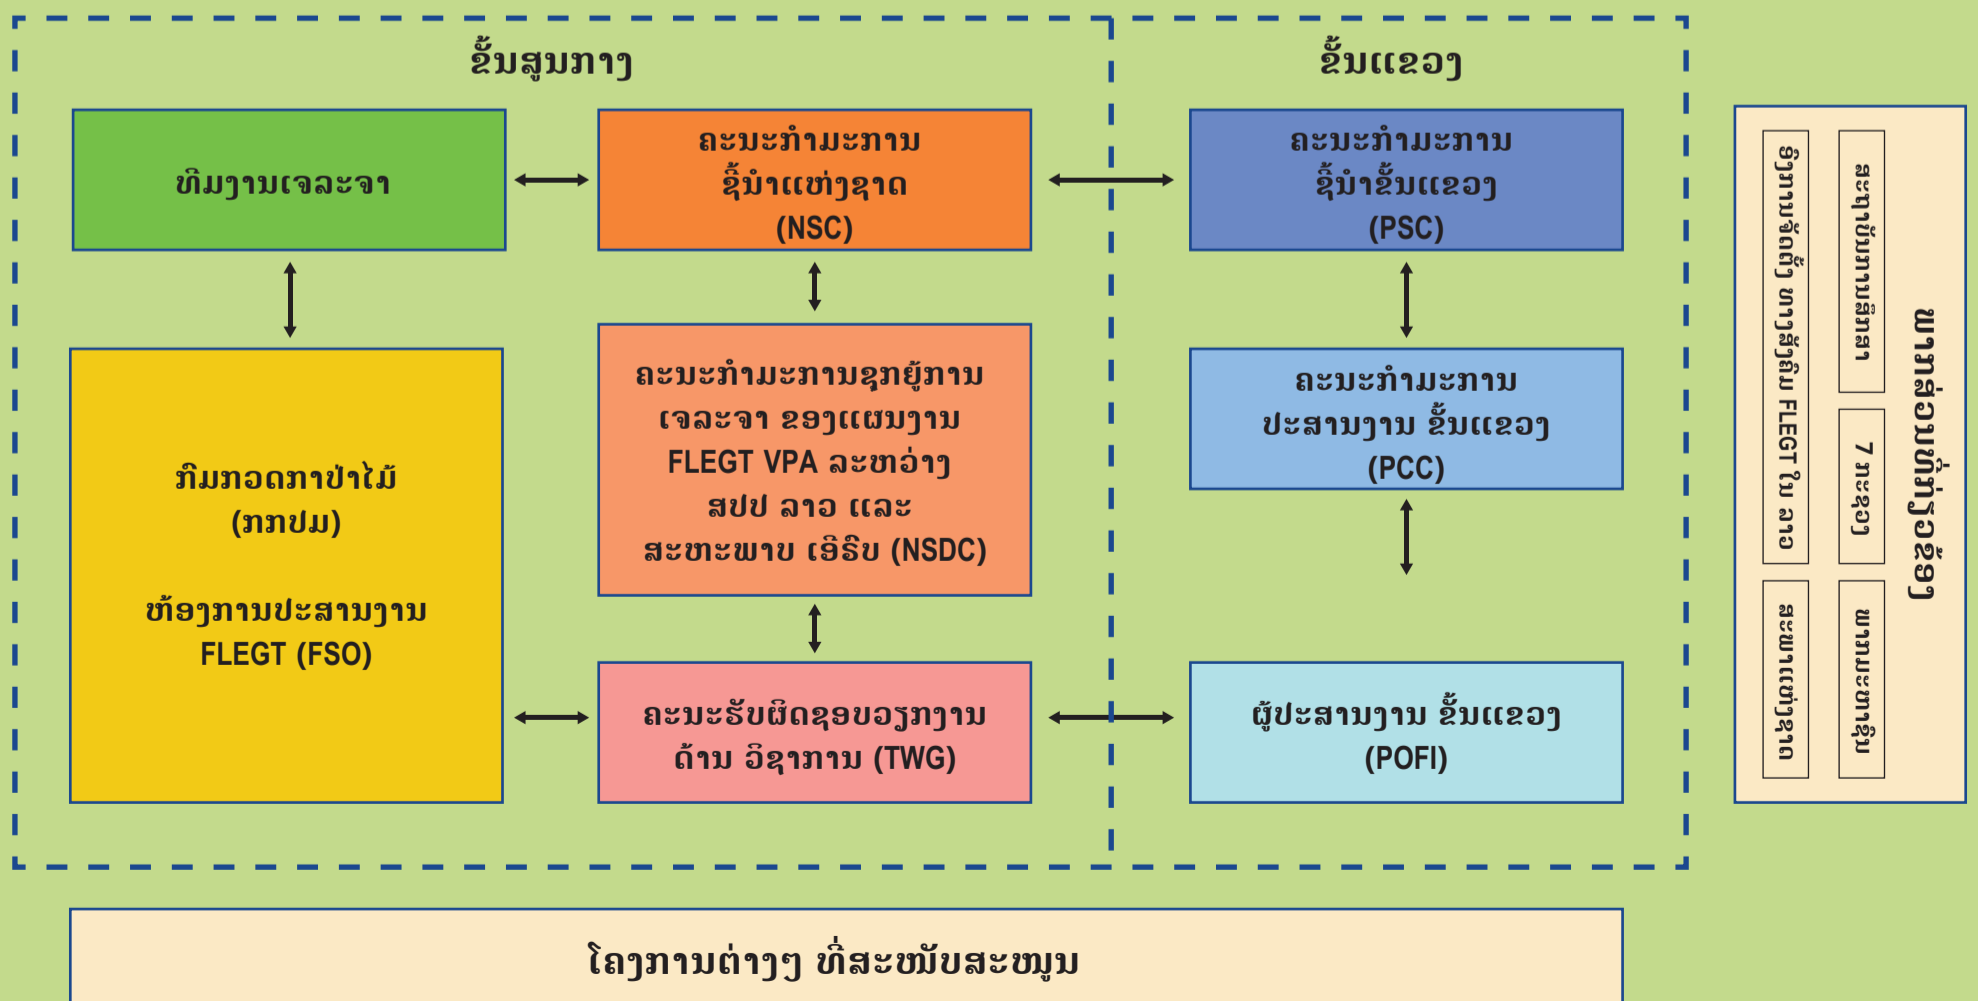 ຂັ້ນສູນກາງ
ຂັ້ນແຂວງ
ທີມງານເຈລະຈາ
ຄະນະກຳມະການ
ຊີ້ນຳແຫ່ງຊາດ
(NSC)
ຄະນະກຳມະການ
ຊີ້ນຳຂັ້ນແຂວງ
(PSC)
ກົມກວດກາປ່າໄມ້
(ກກປມ)
ຫ້ອງການປະສານງານ
FLEGT (FSO)
ຄະນະກຳມະການຊຸກຍູ້ການ
ເຈລະຈາ ຂອງແຜນງານ
FLEGT VPA ລະຫວ່າງ
ສປປ ລາວ ແລະ
ສະຫະພາບ ເອີຣົບ (NSDC)
ຄະນະກຳມະການ
ປະສານງານ ຂັ້ນແຂວງ
(PCC)
ຄະນະຮັບຜິດຊອບວຽກງານ
ດ້ານ ວິຊາການ (TWG)
ຜູ້ປະສານງານ ຂັ້ນແຂວງ
(POFI)
ພາກສ່ວນທີ່ກ່ຽວຂ້ອງ
ສະຖາບັນການສຶກສາ
7 ກະຊວງ
ພາກມະຫາຊົນ
ອົງການຈັດຕັ້ງ ທາງສັງຄົມ FLEGT ໃນ ລາວ
ສະພາແຫ່ງຊາດ
ໂຄງການຕ່າງໆ ທີ່ສະໜັບສະໜູນ